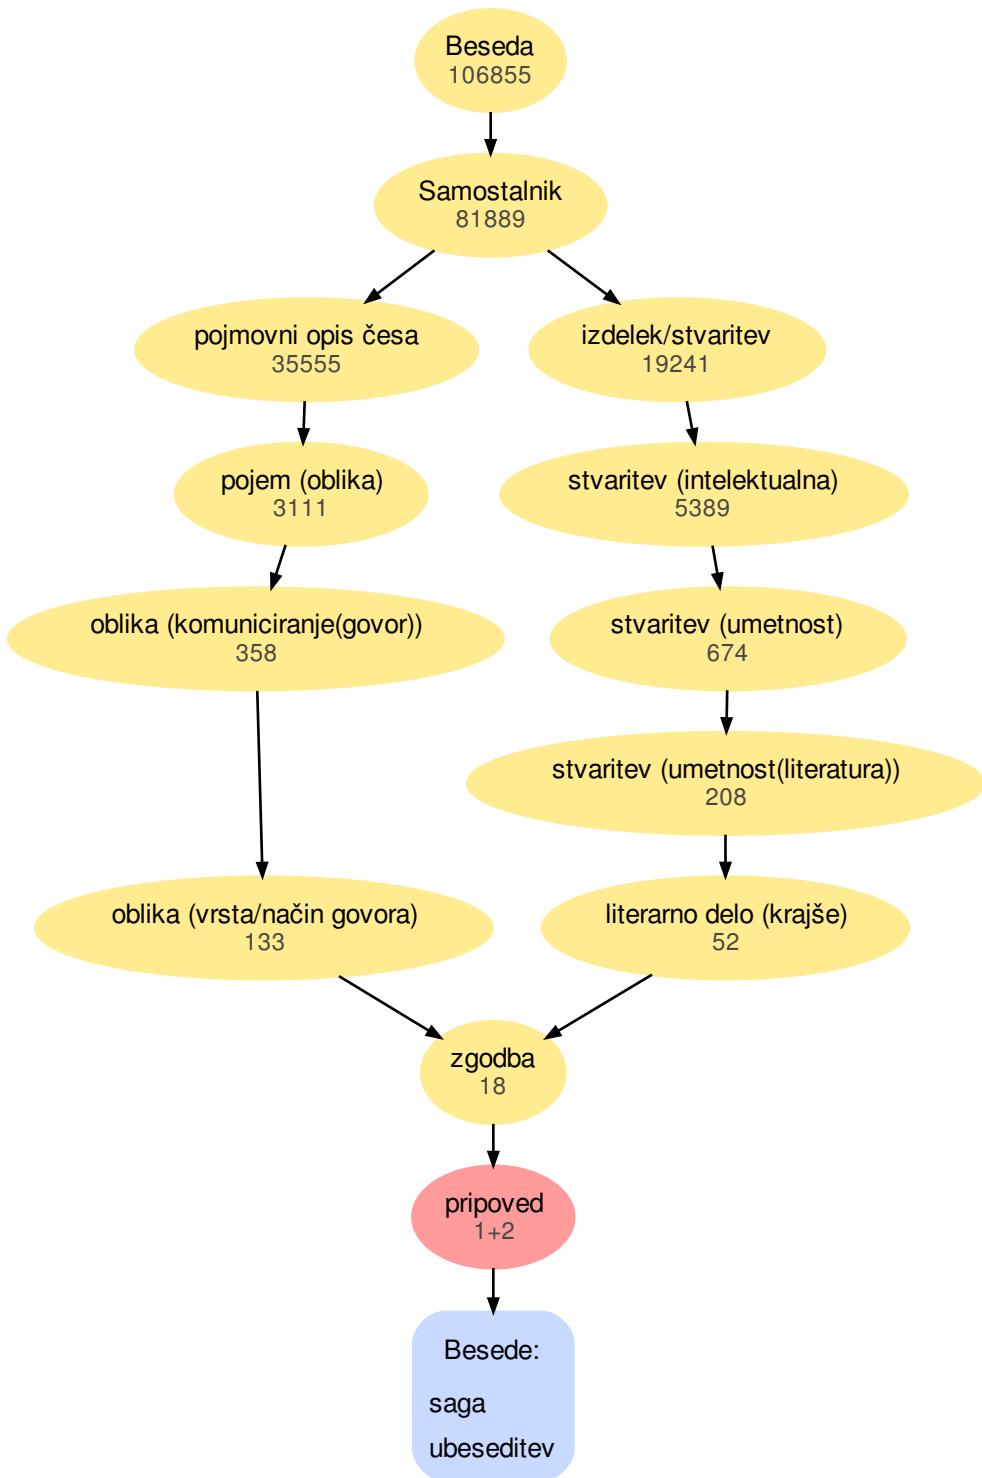 Beseda
106855
Samostalnik
81889
pojmovni opis česa
35555
izdelek/stvaritev
19241
pojem (oblika)
3111
stvaritev (intelektualna)
5389
oblika (komuniciranje(govor))
358
stvaritev (umetnost)
674
stvaritev (umetnost(literatura))
208
oblika (vrsta/način govora)
133
literarno delo (krajše)
52
zgodba
18
pripoved
1+2
Besede:
saga
ubeseditev